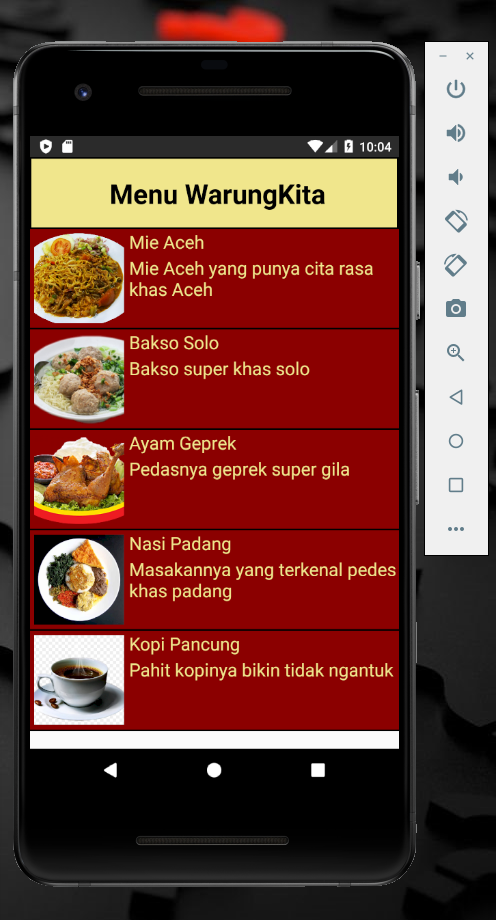 10:04
Menu WarungKita
Mie Aceh
Mie Aceh yang punya cita rasa
khas Aceh
Bakso Solo
Bakso super khas solo
Ayam Geprek
Pedasnya geprek super gila
Nasi Padang
Masakannya yang terkenal pedes
khas padang
Kopi Pancung
Pahit kopinya bikin tidak ngantuk